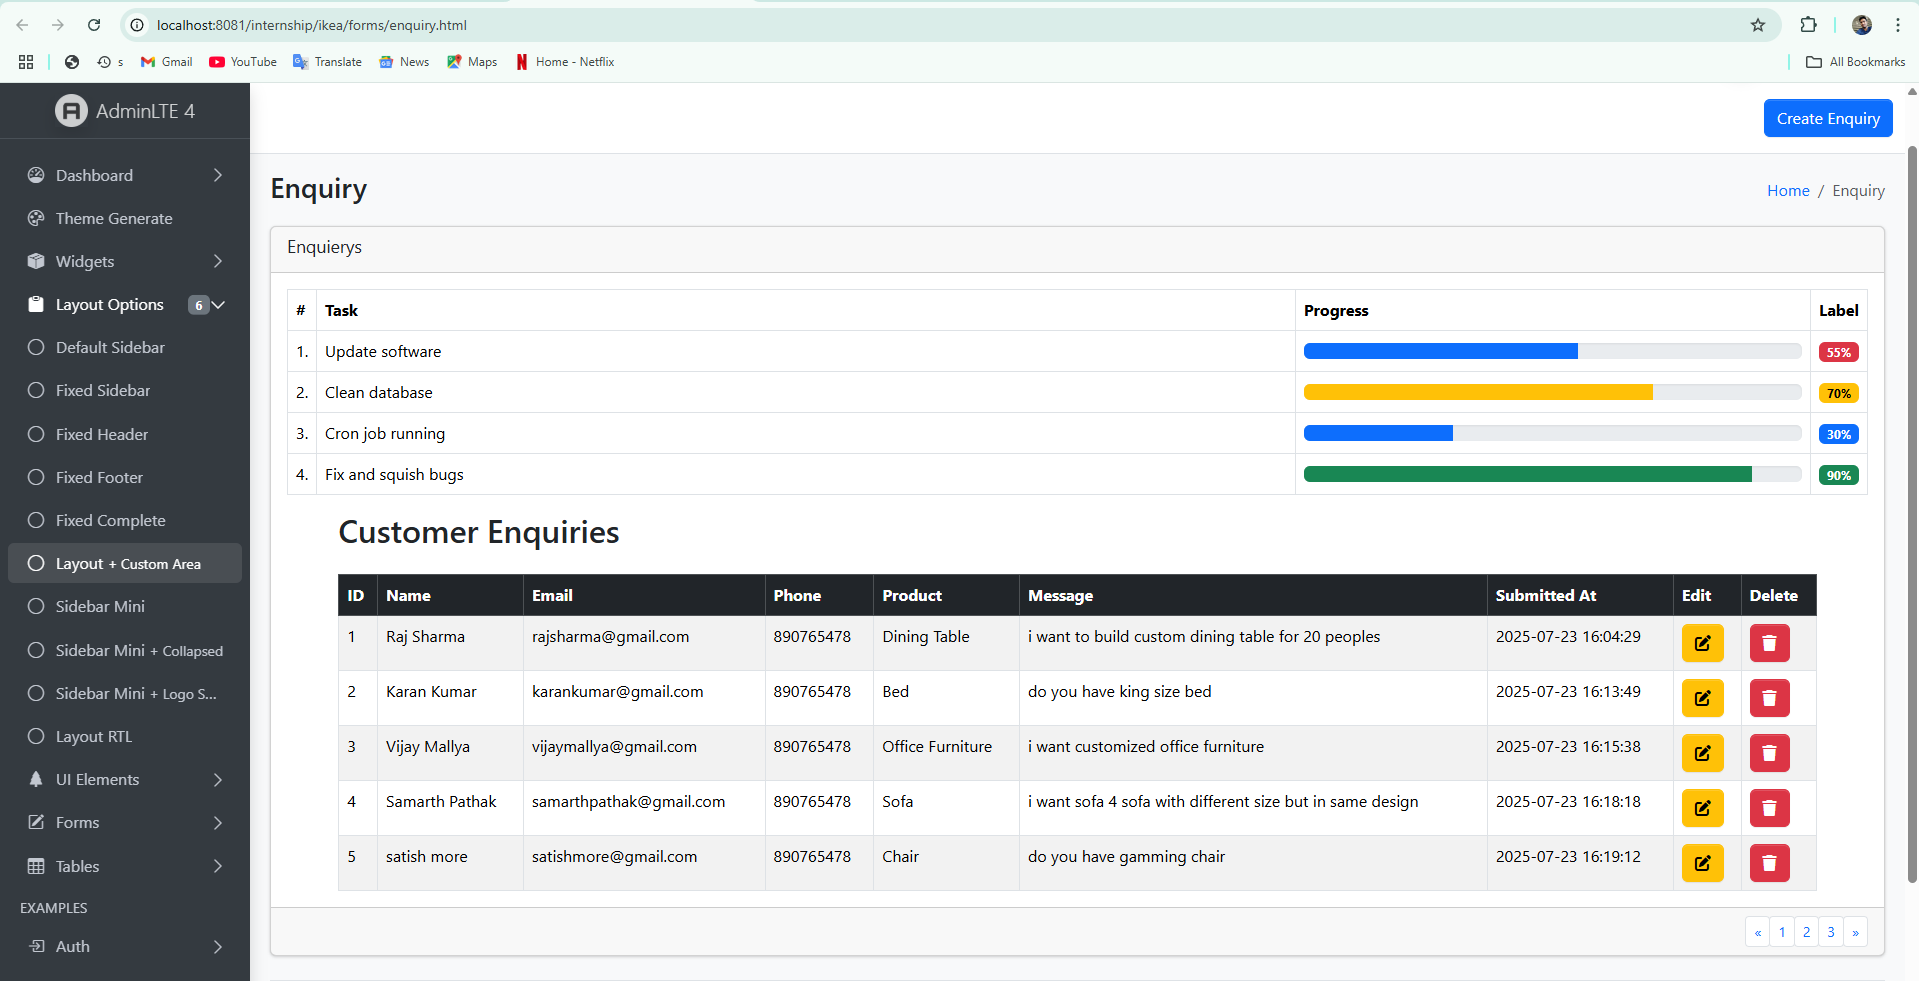 localhost:8081/internship/ikea/forms/enquiry.html
s Gmail YouTube Translate News Maps Home - Netflix All Bookmarks
AdminLTE 4
Create Enquiry
Dashboard
Theme Generate
Widgets
Layout Options 6
Default Sidebar
Fixed Sidebar
Fixed Header
Fixed Footer
Fixed Complete
Layout + Custom Area
Sidebar Mini
Sidebar Mini + Collapsed
Sidebar Mini + Logo S...
Layout RTL
UI Elements
Forms
Tables
EXAMPLES
Auth
Enquiry
Home / Enquiry
Enquierys
# Task Progress Label
1. Update software 55%
2. Clean database 70%
3. Cron job running 30%
4. Fix and squish bugs 90%
Customer Enquiries
ID Name Email Phone Product Message Submitted At Edit Delete
1 Raj Sharma rajsharma@gmail.com 890765478 Dining Table i want to build custom dining table for 20 peoples 2025-07-23 16:04:29
2 Karan Kumar karankumar@gmail.com 890765478 Bed do you have king size bed 2025-07-23 16:13:49
3 Vijay Mallya vijaymallya@gmail.com 890765478 Office Furniture i want customized office furniture 2025-07-23 16:15:38
4 Samarth Pathak samarthpathak@gmail.com 890765478 Sofa i want sofa 4 sofa with different size but in same design 2025-07-23 16:18:18
5 satish more satishmore@gmail.com 890765478 Chair do you have gamming chair 2025-07-23 16:19:12
« 1 2 3 »